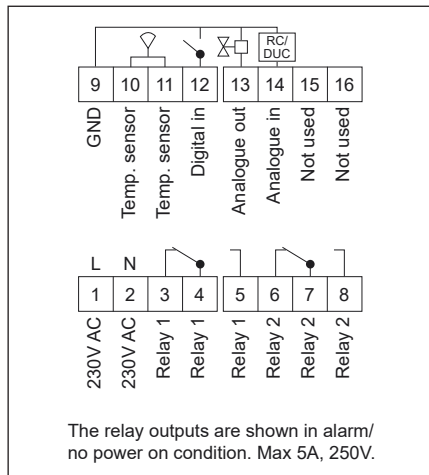 RC/
DUC
9 10 11 12 13 14 15 16
GND
Temp. sensor
Temp. sensor
Digital in
Analogue out
Analogue in
Not used
Not used
L N
1 2 3 4 5 6 7 8
230V AC
230V AC
Relay 1
Relay 1
Relay 1
Relay 2
Relay 2
Relay 2
The relay outputs are shown in alarm/
no power on condition. Max 5A, 250V.